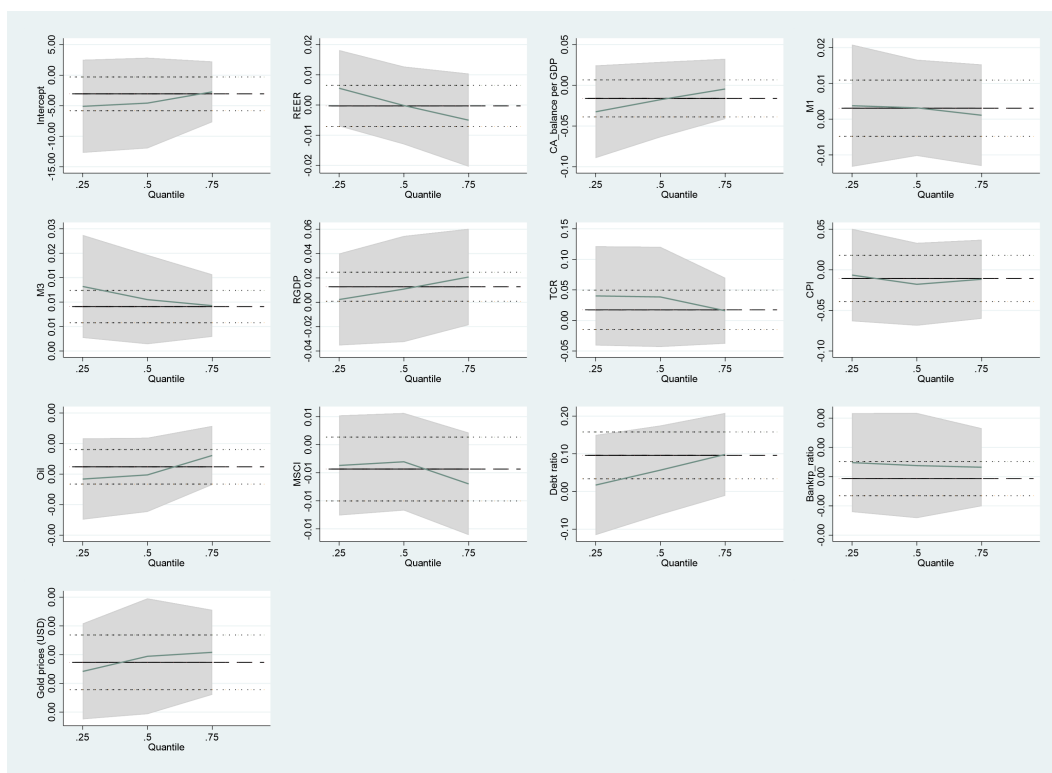 Intercept
5.00
0.00
-5.00
-10.00
-15.00
.25 .5 .75
Quantile
REER
0.02
0.01
0.00
-0.01
-0.02
.25 .5 .75
Quantile
CA_balance per GDP
0.05
0.00
-0.05
-0.10
.25 .5 .75
Quantile
M1
0.02
0.01
0.00
-0.01
.25 .5 .75
Quantile
M3
0.03
0.02
0.01
0.01
0.01
0.00
.25 .5 .75
Quantile
RGDP
0.06
0.04
0.02
0.00
-0.02
-0.04
.25 .5 .75
Quantile
TCR
0.15
0.10
0.05
0.00
-0.05
.25 .5 .75
Quantile
CPI
0.05
0.00
-0.05
-0.10
.25 .5 .75
Quantile
Oil
0.00
0.00
0.00
-0.00
-0.00
.25 .5 .75
Quantile
MSCI
0.01
0.00
-0.01
-0.01
-0.01
.25 .5 .75
Quantile
Debt ratio
0.20
0.10
0.00
-0.10
.25 .5 .75
Quantile
Bankrp_ratio
0.00
0.00
0.00
-0.00
-0.00
.25 .5 .75
Quantile
Gold prices (USD)
0.00
0.00
0.00
0.00
0.00
.25 .5 .75
Quantile